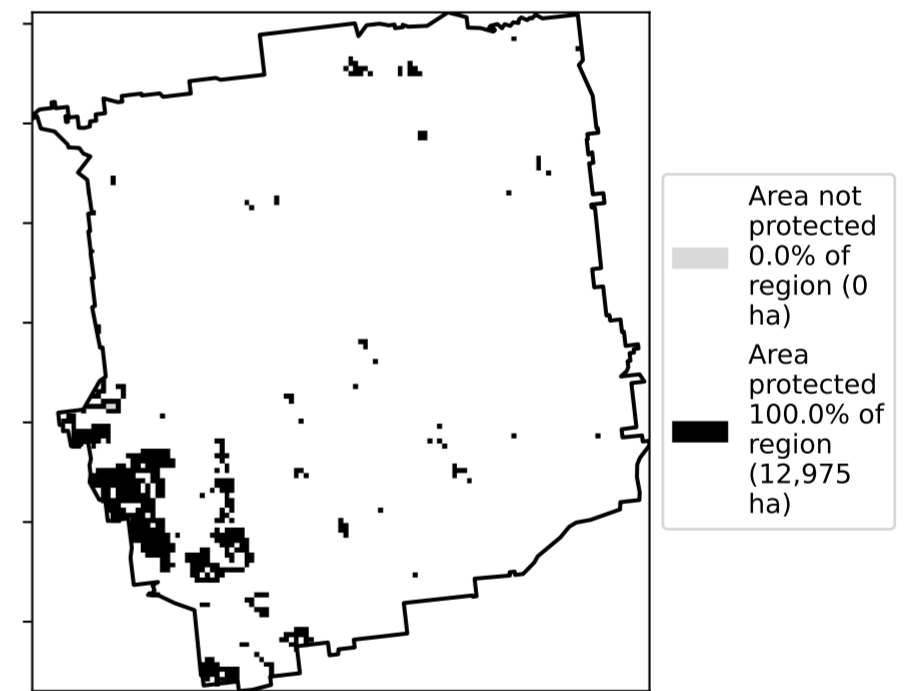 Area not
protected
0.0% of
region (0
ha)
Area
protected
100.0% of
region
(12,975
ha)